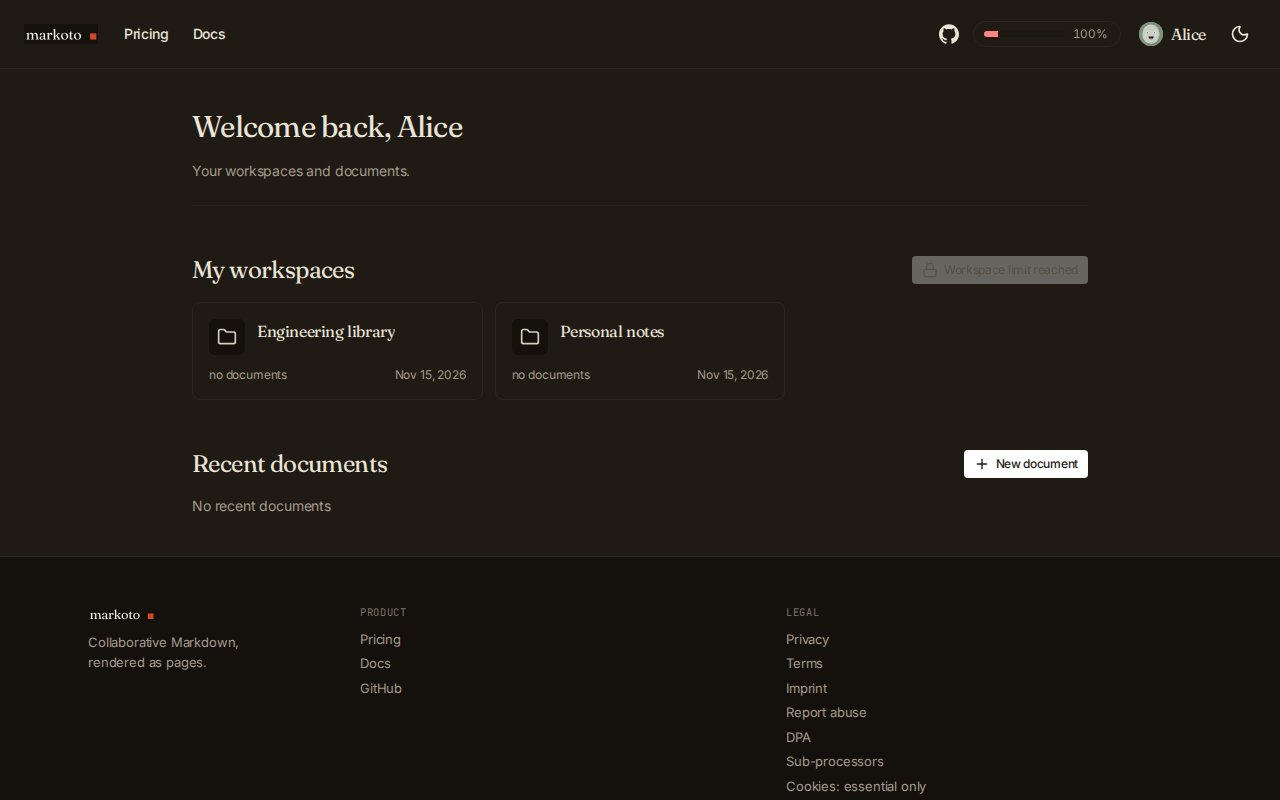 markoto
Pricing
Docs
100%
Alice
Welcome back, Alice
Your workspaces and documents.
My workspaces
Workspace limit reached
Engineering library
no documents
Nov 15, 2026
Personal notes
no documents
Nov 15, 2026
Recent documents
New document
No recent documents
markoto
Collaborative Markdown,
rendered as pages.
PRODUCT
Pricing
Docs
GitHub
LEGAL
Privacy
Terms
Imprint
Report abuse
DPA
Sub-processors
Cookies: essential only